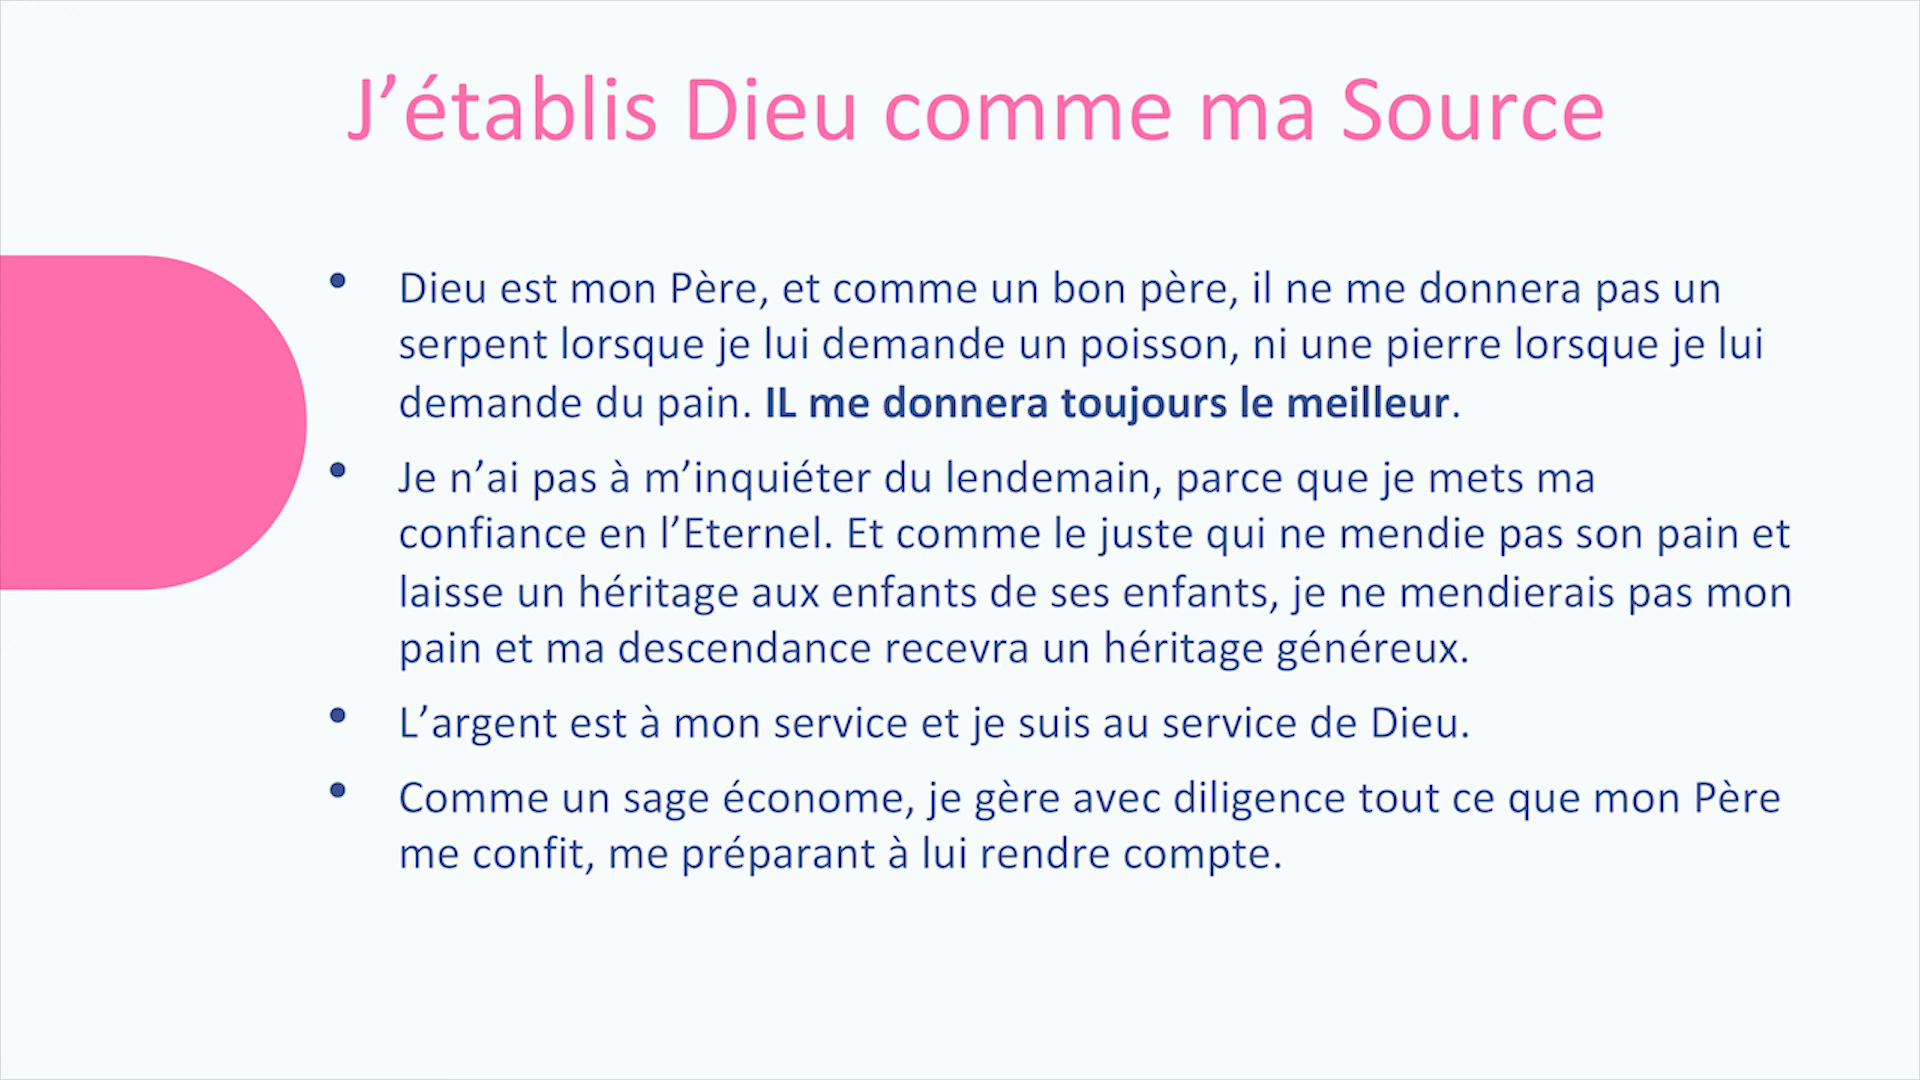 J’établis Dieu comme ma Source
• Dieu est mon Père, et comme un bon père, il ne me donnera pas un
serpent lorsque je lui demande un poisson, ni une pierre lorsque je lui
demande du pain. IL me donnera toujours le meilleur.
• Je n’ai pas à m’inquiéter du lendemain, parce que je mets ma
confiance en l’Eternel. Et comme le juste qui ne mendie pas son pain et
laisse un héritage aux enfants de ses enfants, je ne mendierais pas mon
pain et ma descendance recevra un héritage généreux.
• L’argent est à mon service et je suis au service de Dieu.
• Comme un sage économe, je gère avec diligence tout ce que mon Père
me confit, me préparant à lui rendre compte.